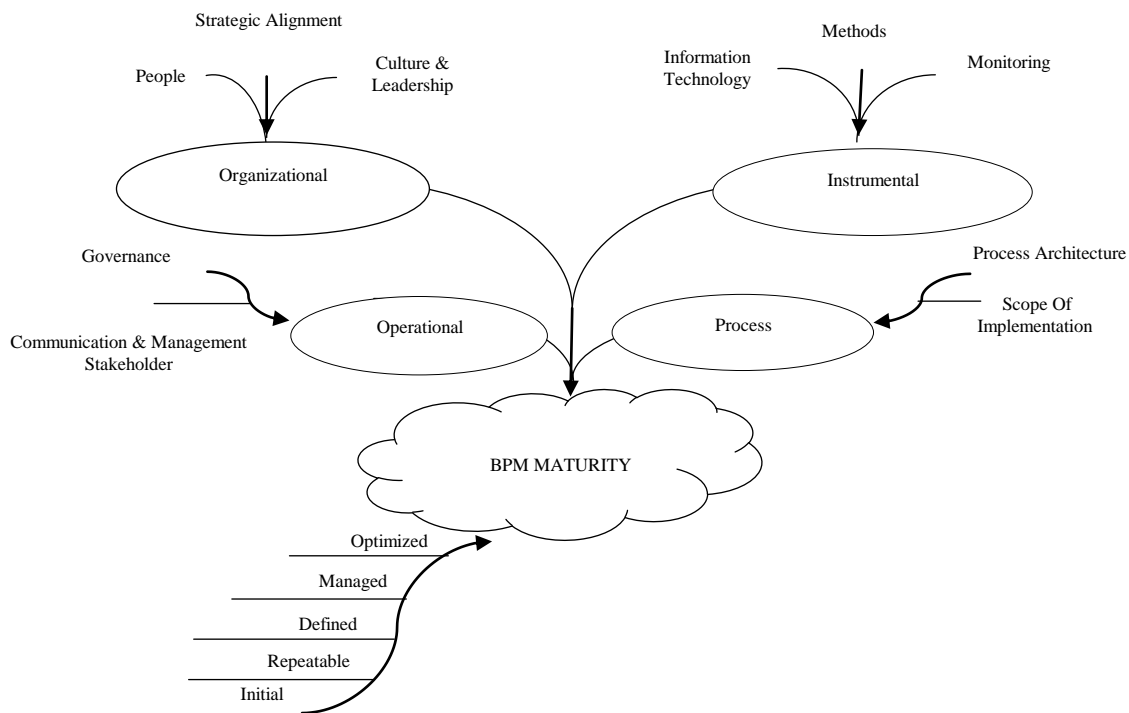 Strategic Alignment
People
Culture &
Leadership
Organizational
Methods
Information
Technology
Monitoring
Instrumental
Governance
Communication & Management
Stakeholder
Operational
Process Architecture
Scope Of
Implementation
Process
BPM MATURITY
Optimized
Managed
Defined
Repeatable
Initial